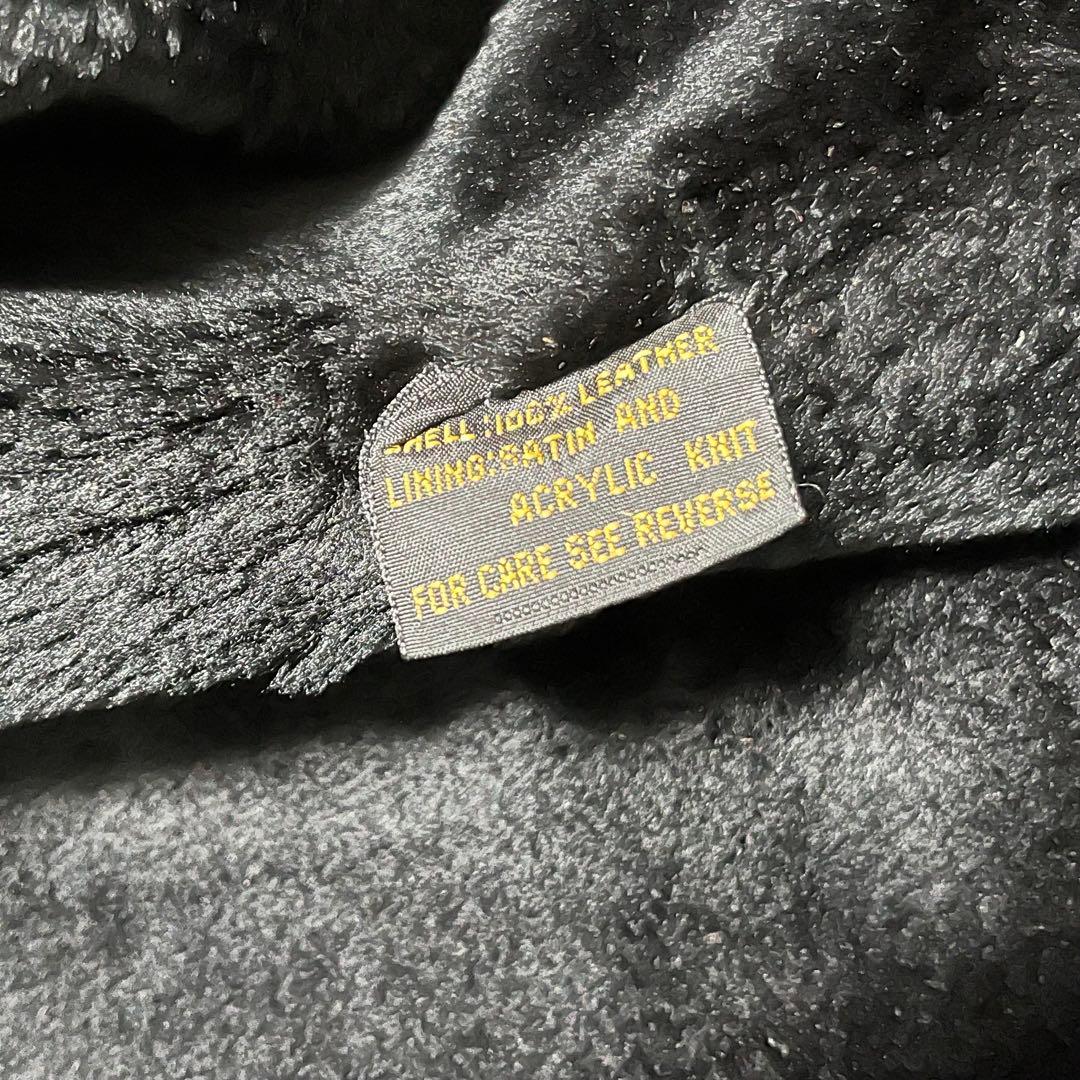 SHELL:100% LEATHER
LINING:SATIN AND
ACRYLIC KNIT
FOR CARE SEE REVERSE